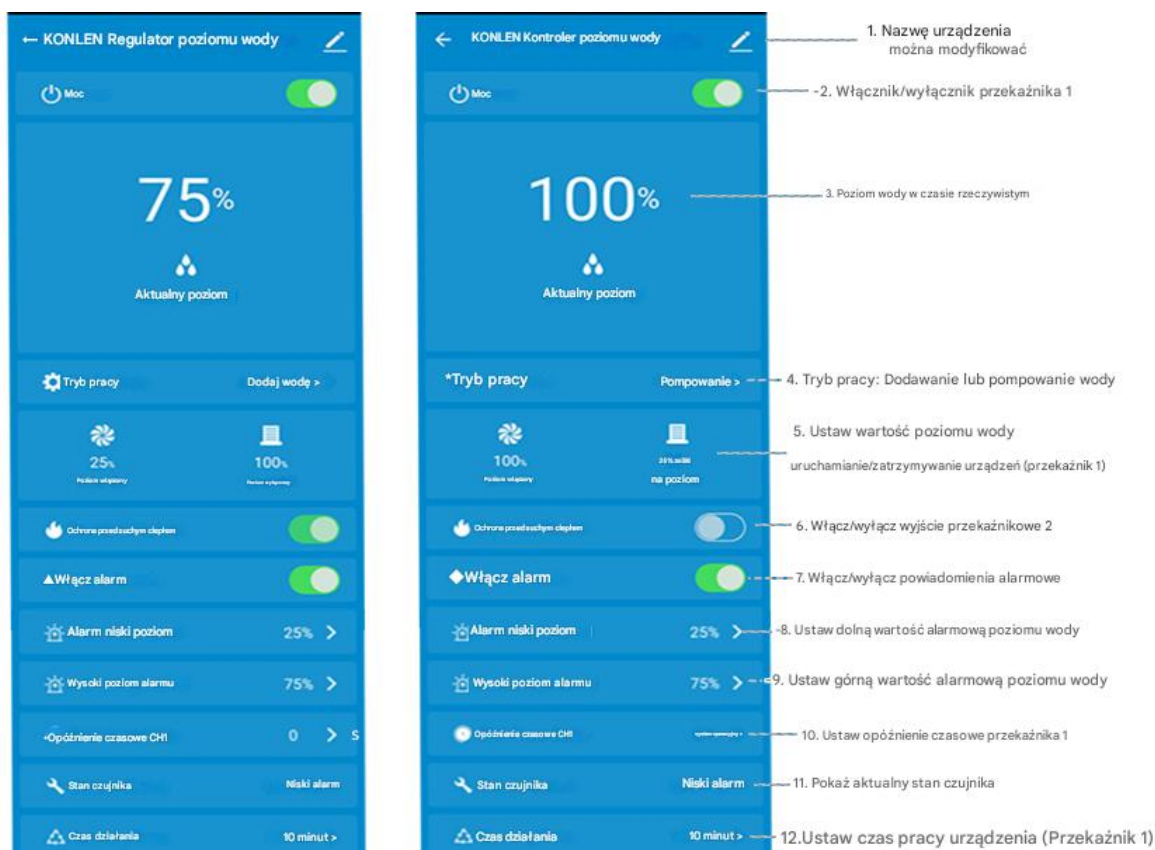 ← KONLEN Regulator poziomu wody
Moc
75%
Aktualny poziom
Tryb pracy Dodaj wodę >
25% 100%
Poziom włączony Poziom wyłączony
Ochrona przed suchym ciepłem
▲Włącz alarm
Alarm niski poziom 25% >
Wysoki poziom alarmu 75% >
Opóźnienie czasowe CH1 0 > S
Stan czujnika Niski alarm
Czas działania 10 minut >
← KONLEN Kontroler poziomu wody
Moc
100%
Aktualny poziom
*Tryb pracy Pompowanie >
100%
Poziom włączony na poziom
Ochrona przed suchym ciepłem
◆Włącz alarm
Alarm niski poziom 25% >
Wysoki poziom alarmu 75% >
Opóźnienie czasowe CH1
Stan czujnika Niski alarm
Czas działania 10 minut >
1. Nazwę urządzenia
można modyfikować
-2. Włącznik/wyłącznik przekaźnika 1
3. Poziom wody w czasie rzeczywistym
4. Tryb pracy: Dodawanie lub pompowanie wody
5. Ustaw wartość poziomu wody
uruchamianie/zatrzymywanie urządzeń (przekaźnik 1)
6. Włącz/wyłącz wyjście przekaźnikowe 2
7. Włącz/wyłącz powiadomienia alarmowe
-8. Ustaw dolną wartość alarmową poziomu wody
9. Ustaw górną wartość alarmową poziomu wody
10. Ustaw opóźnienie czasowe przekaźnika 1
11. Pokaż aktualny stan czujnika
12.Ustaw czas pracy urządzenia (Przekaźnik 1)